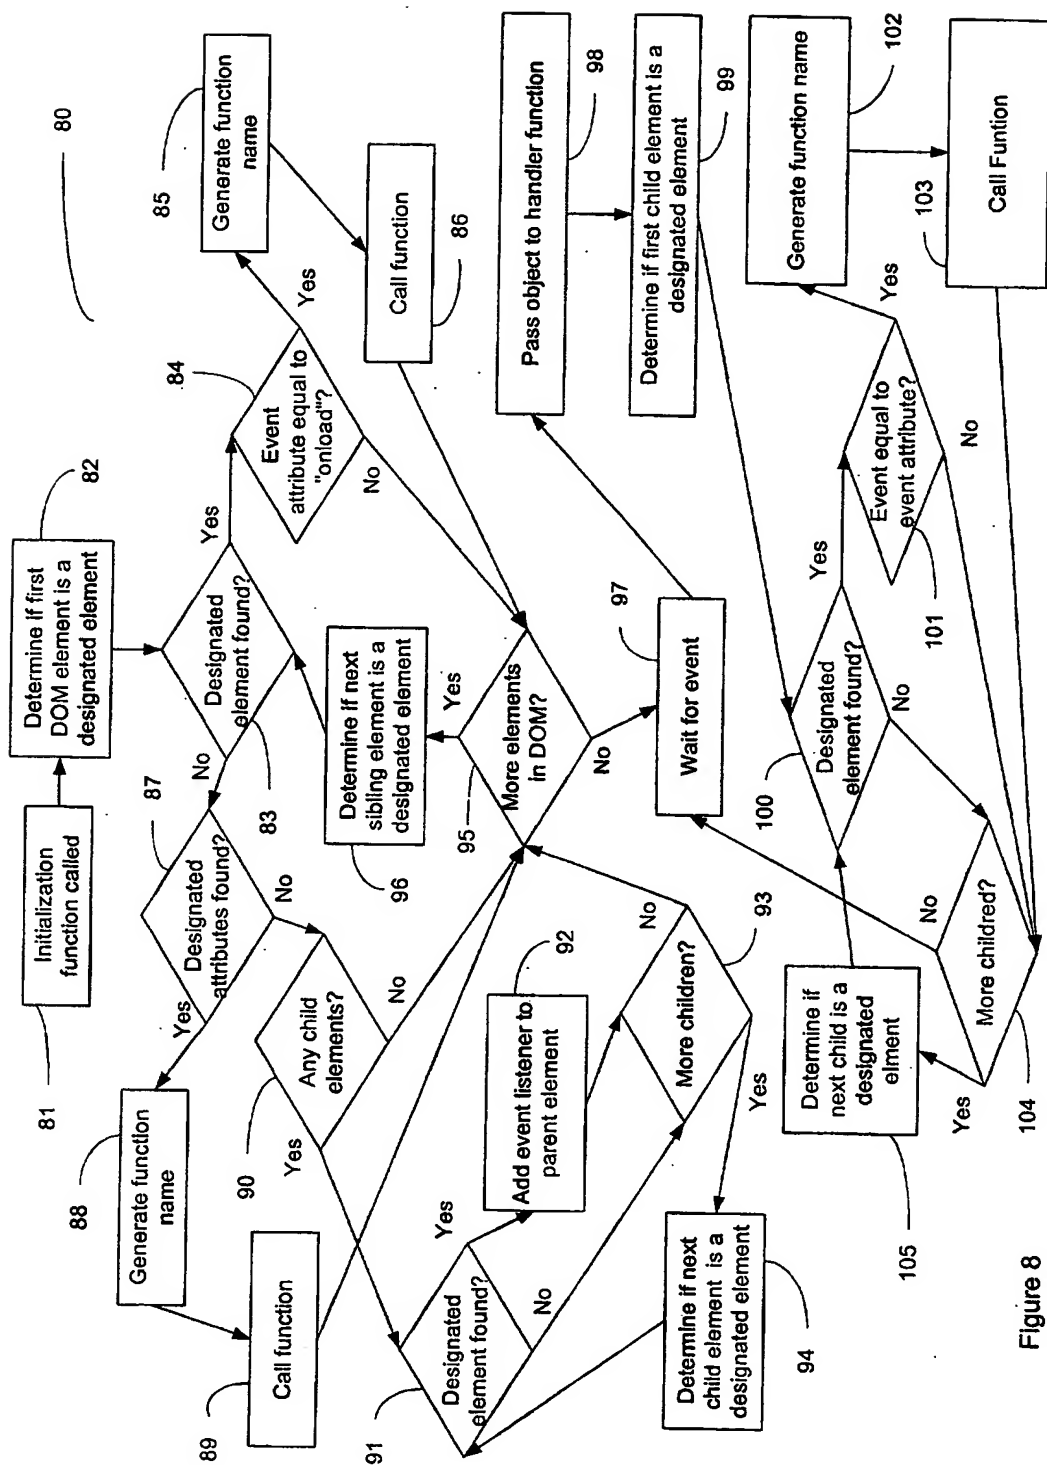 80
81
Initialization
function called
82
Determine if first
DOM element is a
designated element
83
Designated
element found?
Yes
No
84
Event
attribute equal to
"onload"?
Yes
No
85
Generate function
name
86
Call function
87
Designated
attributes found?
Yes
No
88
Generate function
name
89
Call function
90
Any child
elements?
Yes
No
91
Designated
element found?
Yes
No
92
Add event listener to
parent element
93
More children?
No
Yes
94
Determine if next
child element is a
designated element
95
More elements
in DOM?
Yes
No
96
Determine if next
sibling element is a
designated element
97
Wait for event
98
Pass object to handler function
99
Determine if first child element is a
designated element
100
Designated
element found?
Yes
No
101
Event equal to
event attribute?
Yes
No
102
Generate function name
103
Call Funtion
104
More childred?
No
Yes
105
Determine if
next child is a
designated
elment
Figure 8